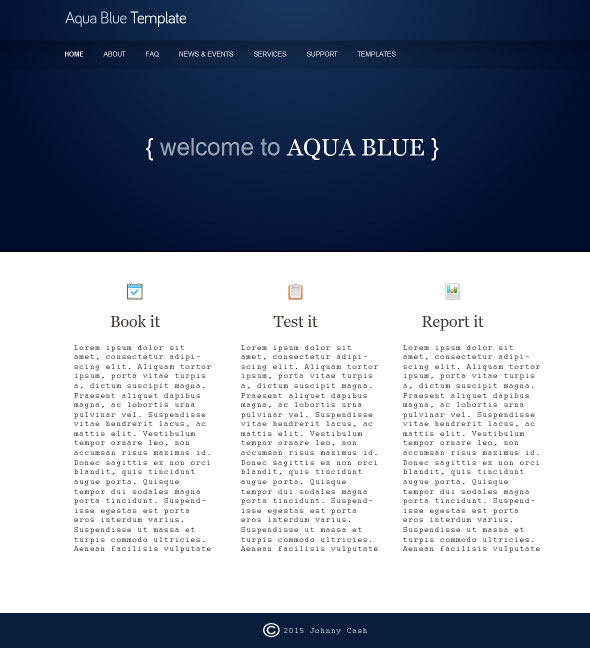 Aqua Blue Template
HOME ABOUT FAQ NEWS & EVENTS SERVICES SUPPORT TEMPLATES
{ welcome to AQUA BLUE }
Book it
Lorem ipsum dolor sit
amet, consectetur adipi-
scing elit. Aliquam tortor
ipsum, porta vitae turpis
a, dictum suscipit magna.
Praesent aliquet dapibus
magna, ac lobortis urna
pulvinar vel. Suspendisse
vitae hendrerit lacus, ac
mattis elit. Vestibulum
tempor ornare leo, non
accumsan risus maximus id.
Donec sagittis ex non orci
blandit, quis tincidunt
augue porta. Quisque
tempor dui sodales magna
porta tincidunt. Suspend-
isse egestas est porta
eros interdum varius.
Suspendisse ut massa et
turpis commodo ultricies.
Aenean facilisis vulputate
Test it
Lorem ipsum dolor sit
amet, consectetur adipi-
scing elit. Aliquam tortor
ipsum, porta vitae turpis
a, dictum suscipit magna.
Praesent aliquet dapibus
magna, ac lobortis urna
pulvinar vel. Suspendisse
vitae hendrerit lacus, ac
mattis elit. Vestibulum
tempor ornare leo, non
accumsan risus maximus id.
Donec sagittis ex non orci
blandit, quis tincidunt
augue porta. Quisque
tempor dui sodales magna
porta tincidunt. Suspend-
isse egestas est porta
eros interdum varius.
Suspendisse ut massa et
turpis commodo ultricies.
Aenean facilisis vulputate
Report it
Lorem ipsum dolor sit
amet, consectetur adipi-
scing elit. Aliquam tortor
ipsum, porta vitae turpis
a, dictum suscipit magna.
Praesent aliquet dapibus
magna, ac lobortis urna
pulvinar vel. Suspendisse
vitae hendrerit lacus, ac
mattis elit. Vestibulum
tempor ornare leo, non
accumsan risus maximus id.
Donec sagittis ex non orci
blandit, quis tincidunt
augue porta. Quisque
tempor dui sodales magna
porta tincidunt. Suspend-
isse egestas est porta
eros interdum varius.
Suspendisse ut massa et
turpis commodo ultricies.
Aenean facilisis vulputate
© 2015 Johnny Cash